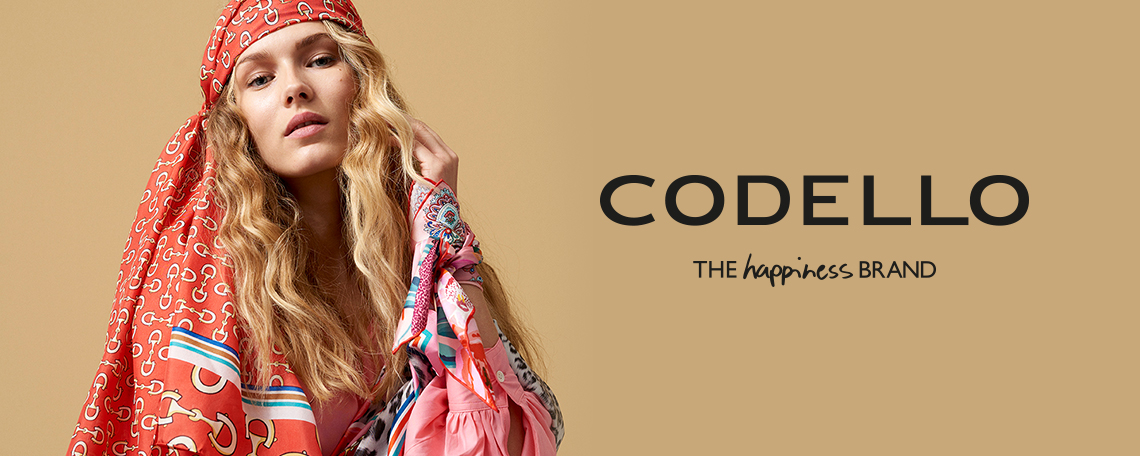 CODELLO
THE happiness BRAND